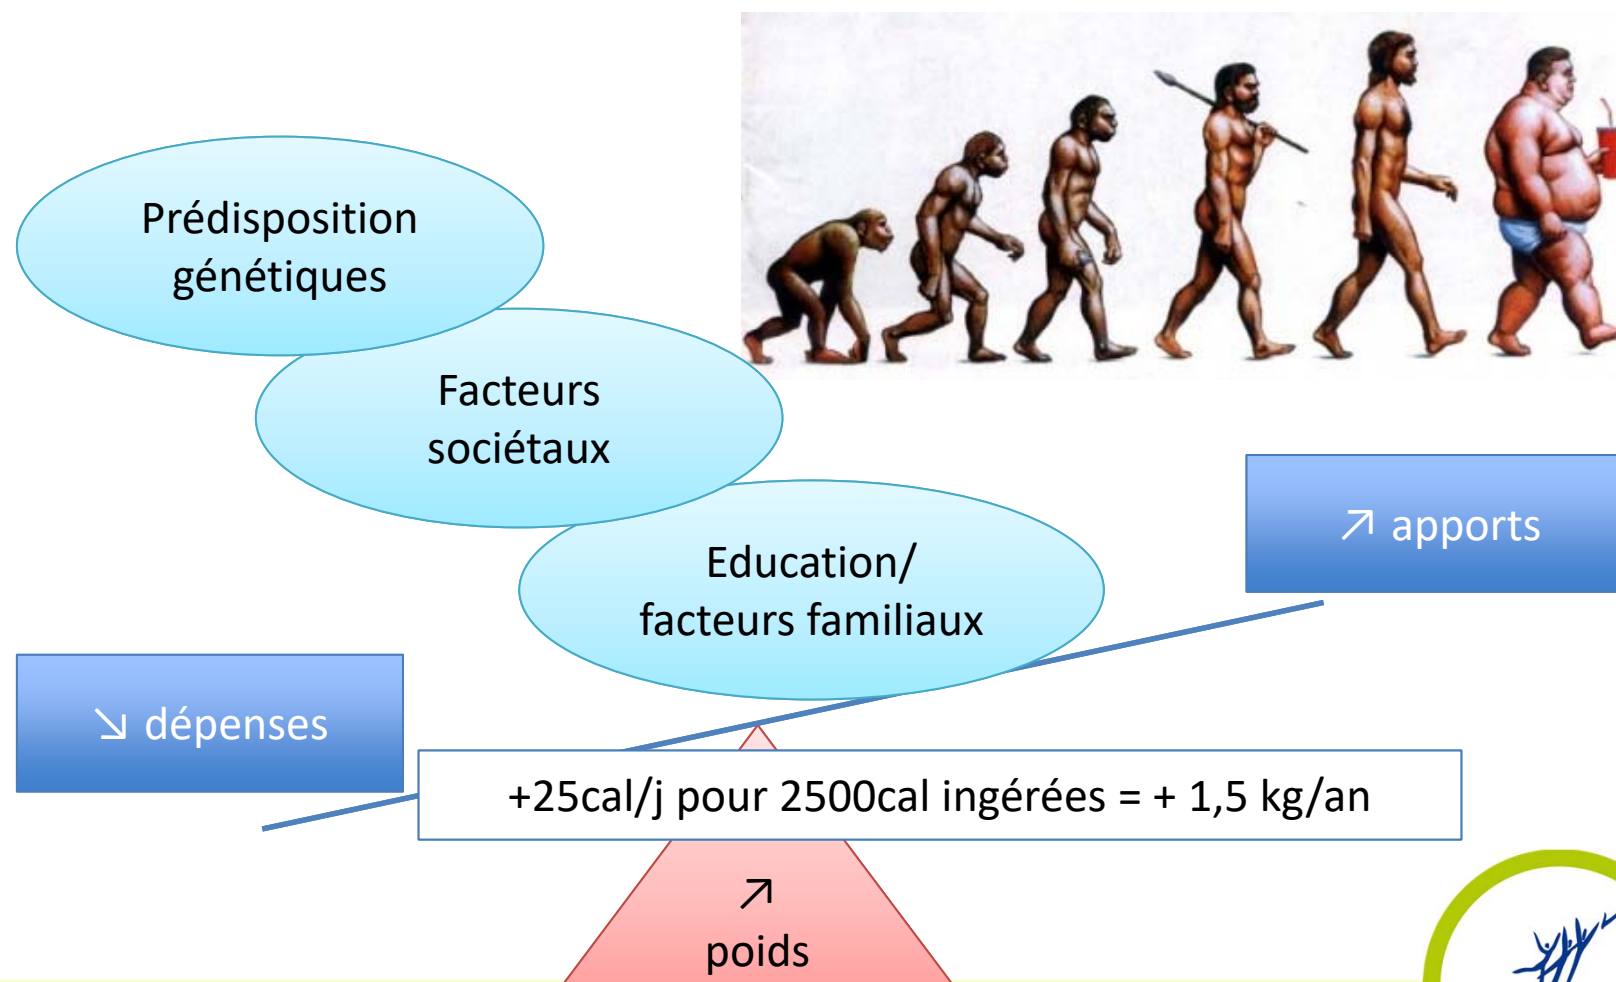 Prédisposition
génétiques
Facteurs
sociétaux
Education/
facteurs familiaux
↗ apports
↘ dépenses
+25cal/j pour 2500cal ingérées = + 1,5 kg/an
↗
poids